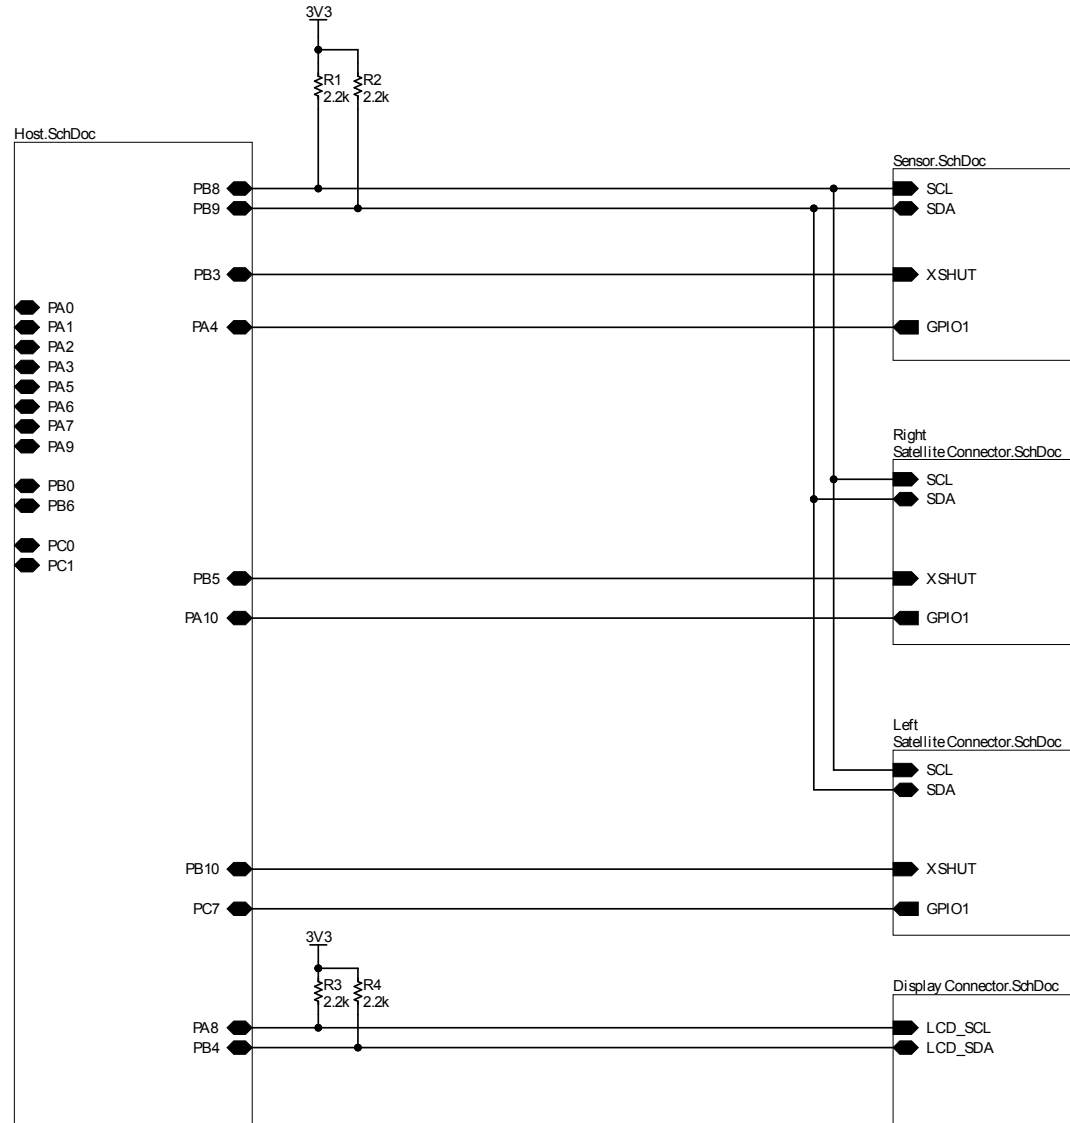 3V3
R1
2.2k
R2
2.2k
Host.SchDoc
PB8
PB9
PB3
PA4
PA0
PA1
PA2
PA3
PA5
PA6
PA7
PA9
PB0
PB6
PC0
PC1
PB5
PA10
PB10
PC7
3V3
R3
2.2k
R4
2.2k
PA8
PB4
Sensor.SchDoc
SCL
SDA
XSHUT
GPIO1
Right
Satellite Connector.SchDoc
SCL
SDA
XSHUT
GPIO1
Left
Satellite Connector.SchDoc
SCL
SDA
XSHUT
GPIO1
Display Connector.SchDoc
LCD_SCL
LCD_SDA